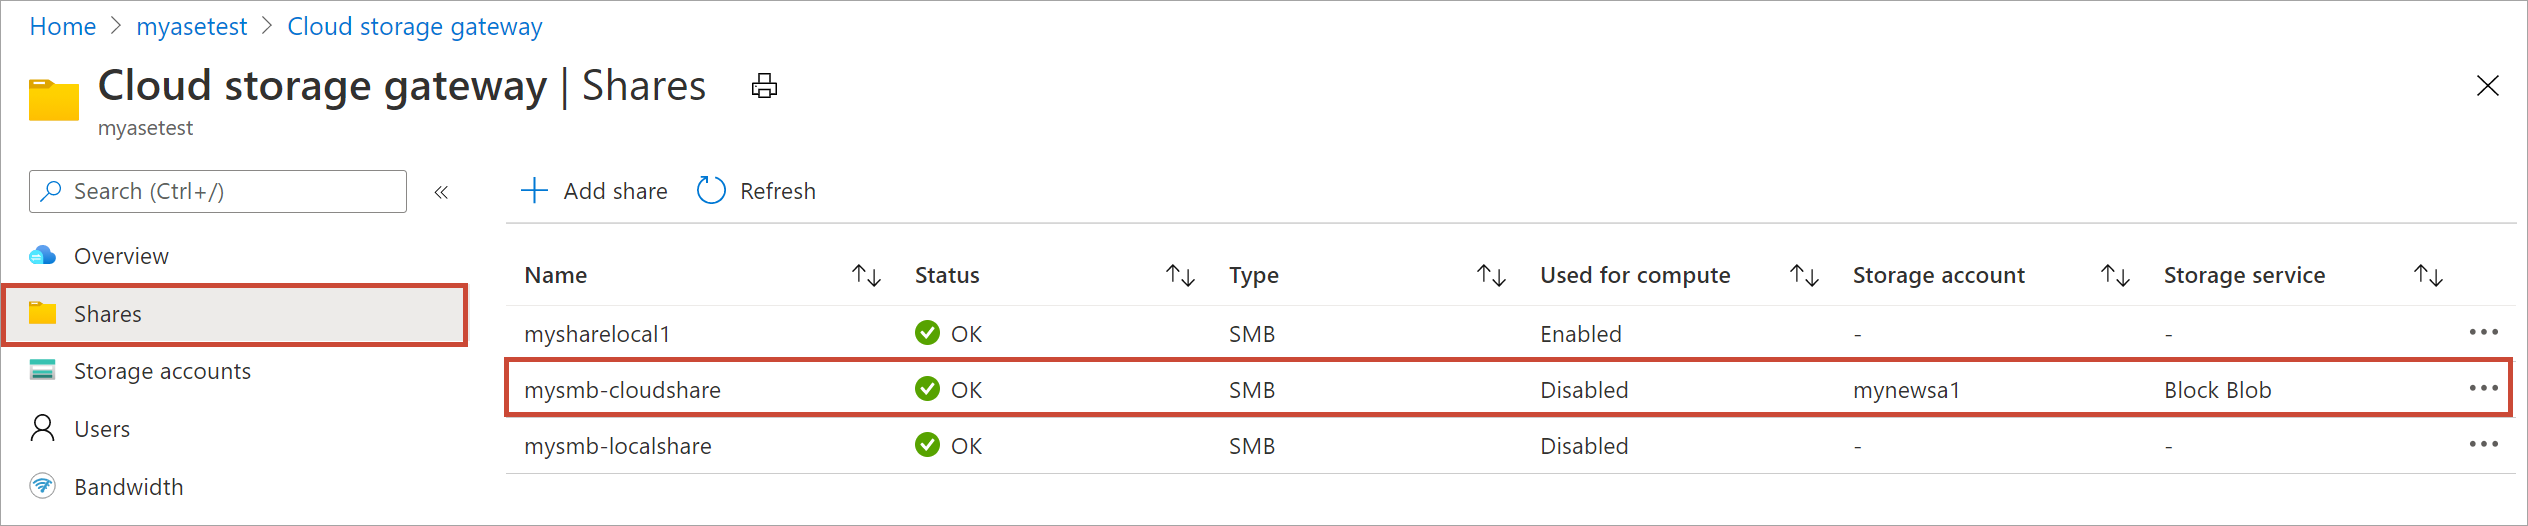 Home > myasetest > Cloud storage gateway
Cloud storage gateway | Shares
myasetest
Search (Ctrl+/) «
Add share Refresh
Overview
Shares
Storage accounts
Users
Bandwidth
Name Status Type Used for compute Storage account Storage service
mysharelocal1 OK SMB Enabled - - ...
mysmb-cloudshare OK SMB Disabled mynewsa1 Block Blob ...
mysmb-localshare OK SMB Disabled - - ...